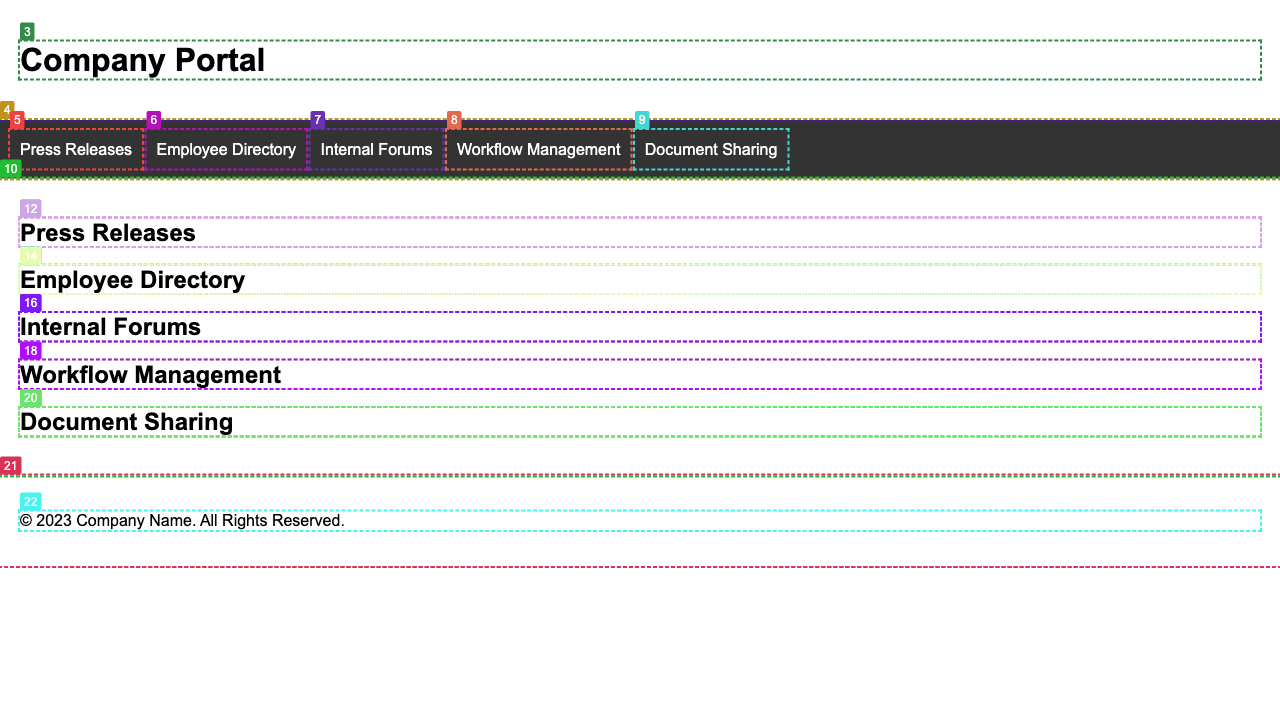 3
Company Portal
4
5 6 7 8 9
Press Releases Employee Directory Internal Forums Workflow Management Document Sharing
10
12
Press Releases
14
Employee Directory
16
Internal Forums
18
Workflow Management
20
Document Sharing
21
22
© 2023 Company Name. All Rights Reserved.